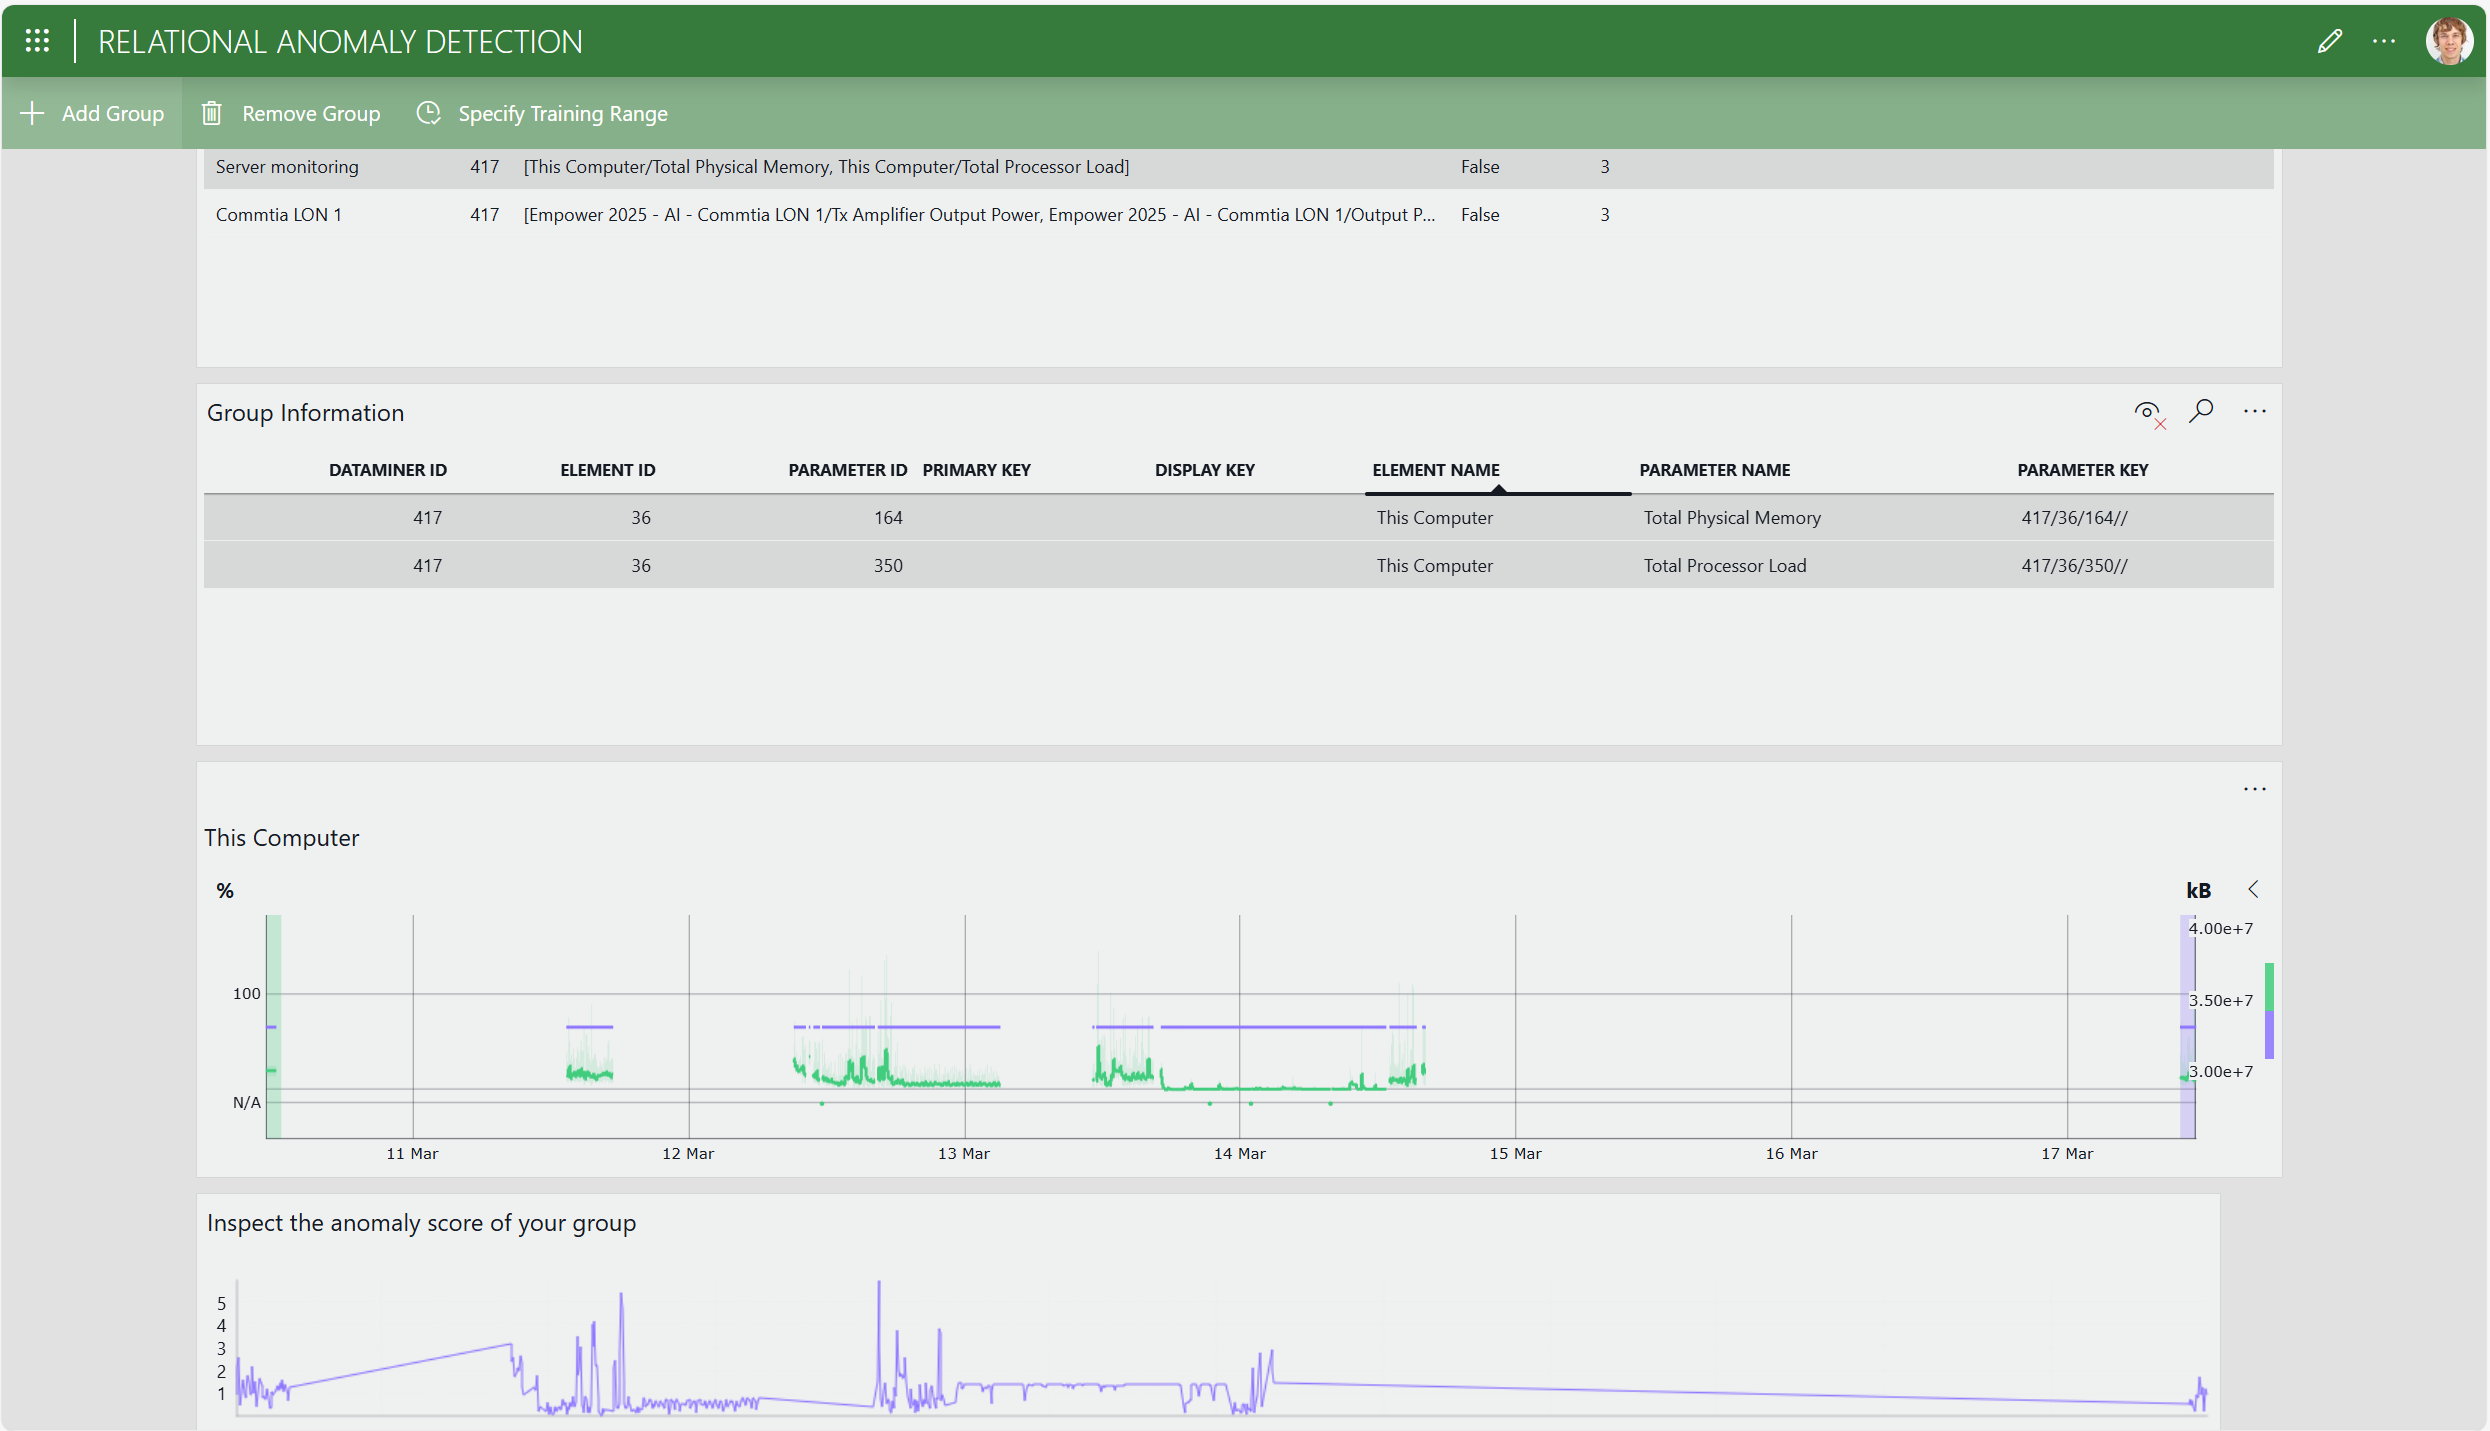 RELATIONAL ANOMALY DETECTION
Add Group Remove Group Specify Training Range
Server monitoring 417 [This Computer/Total Physical Memory, This Computer/Total Processor Load] False 3
Commtia LON 1 417 [Empower 2025 - AI - Commtia LON 1/Tx Amplifier Output Power, Empower 2025 - AI - Commtia LON 1/Output P... False 3
Group Information
DATAMINER ID ELEMENT ID PARAMETER ID PRIMARY KEY DISPLAY KEY ELEMENT NAME PARAMETER NAME PARAMETER KEY
417 36 164 This Computer Total Physical Memory 417/36/164//
417 36 350 This Computer Total Processor Load 417/36/350//
This Computer
% kB
4.00e+7
100 3.50e+7
3.00e+7
N/A
11 Mar 12 Mar 13 Mar 14 Mar 15 Mar 16 Mar 17 Mar
Inspect the anomaly score of your group
5
4
3
2
1